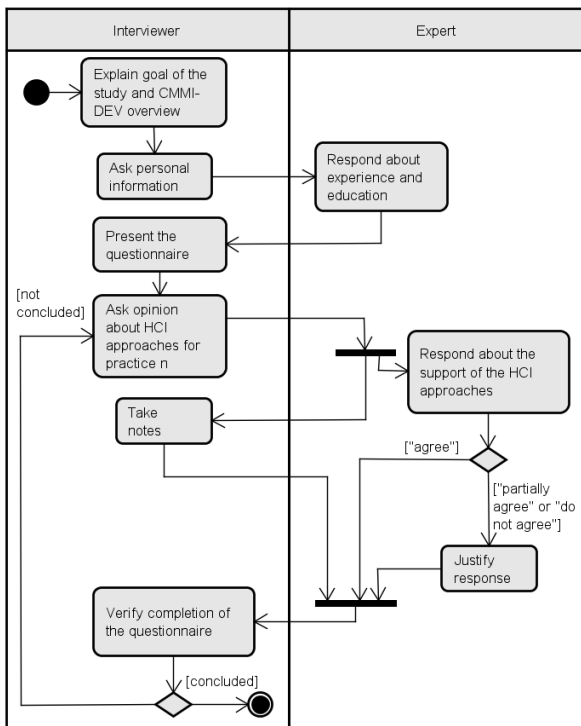 Interviewer
Expert
Explain goal of the
study and CMMI-
DEV overview
Ask personal
information
Respond about
experience and
education
Present the
questionnaire
[not
concluded]
Ask opinion
about HCI
approaches for
practice n
Respond about the
support of the HCI
approaches
Take
notes
["agree"]
["partially
agree" or "do
not agree"]
Justify
response
Verify completion of
the questionnaire
[concluded]